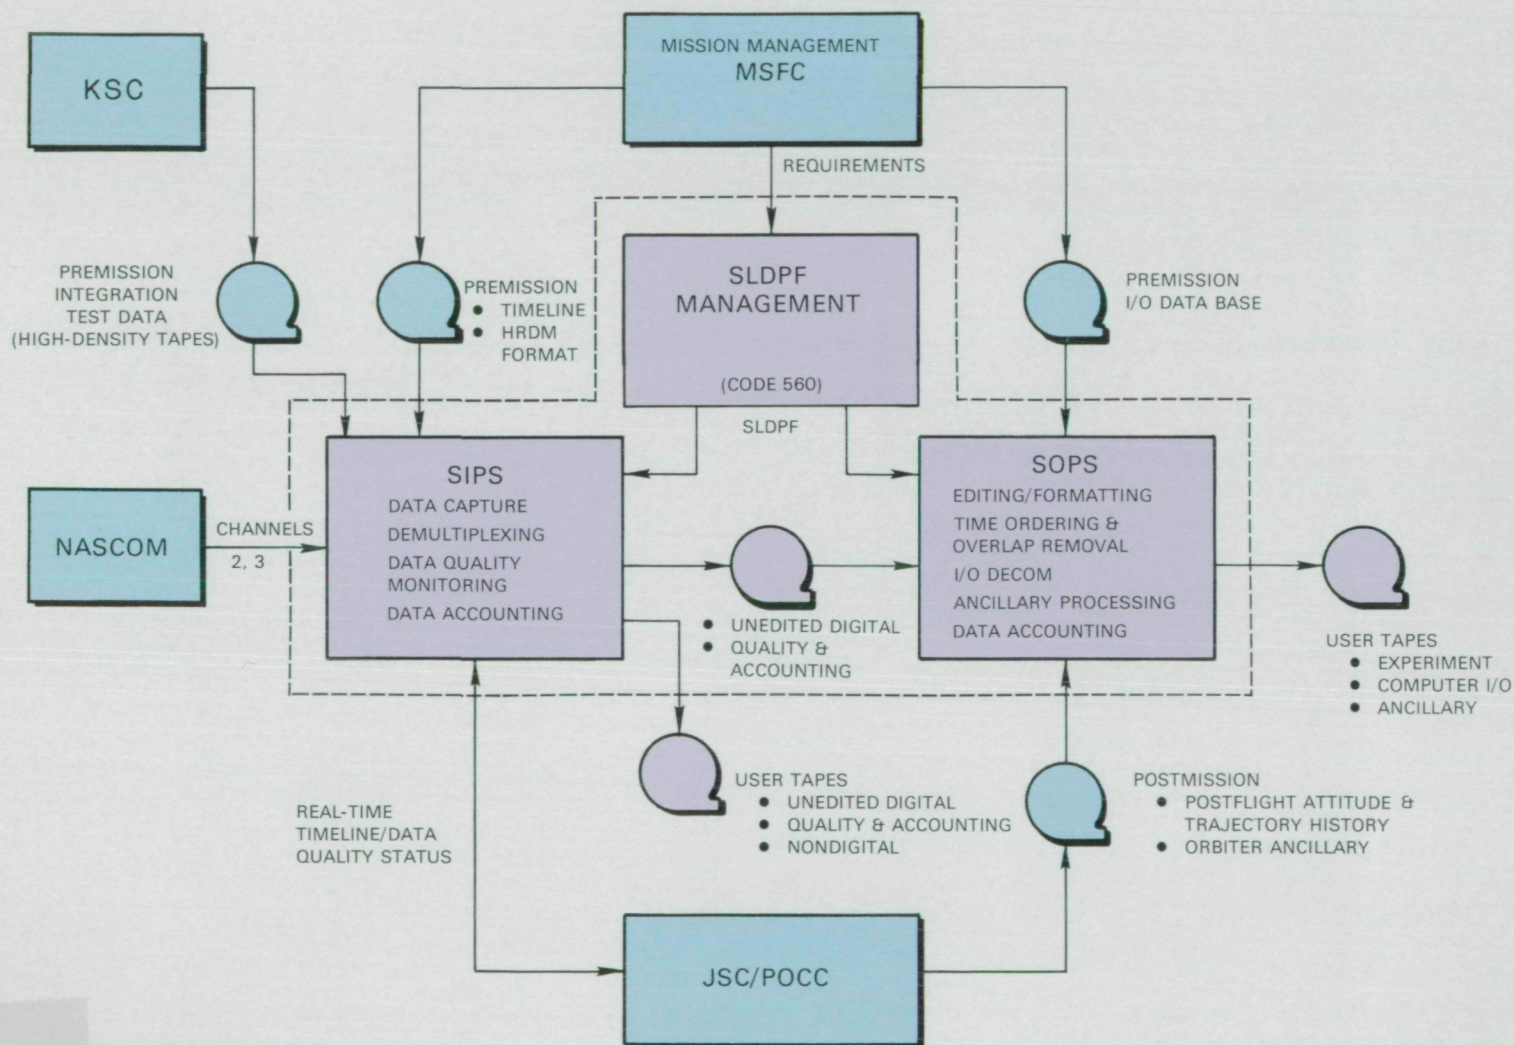 KSC
MISSION MANAGEMENT
MSFC
REQUIREMENTS
PREMISSION
INTEGRATION
TEST DATA
(HIGH-DENSITY TAPES)
PREMISSION
• TIMELINE
• HRDM
FORMAT
SLDPF
MANAGEMENT
(CODE 560)
PREMISSION
I/O DATA BASE
SLDPF
NASCOM
CHANNELS
2, 3
SIPS
DATA CAPTURE
DEMULTIPLEXING
DATA QUALITY
MONITORING
DATA ACCOUNTING
• UNEDITED DIGITAL
• QUALITY &
ACCOUNTING
SOPS
EDITING/FORMATTING
TIME ORDERING &
OVERLAP REMOVAL
I/O DECOM
ANCILLARY PROCESSING
DATA ACCOUNTING
USER TAPES
• EXPERIMENT
• COMPUTER I/O
• ANCILLARY
REAL-TIME
TIMELINE/DATA
QUALITY STATUS
USER TAPES
• UNEDITED DIGITAL
• QUALITY & ACCOUNTING
• NONDIGITAL
POSTMISSION
• POSTFLIGHT ATTITUDE &
TRAJECTORY HISTORY
• ORBITER ANCILLARY
JSC/POCC